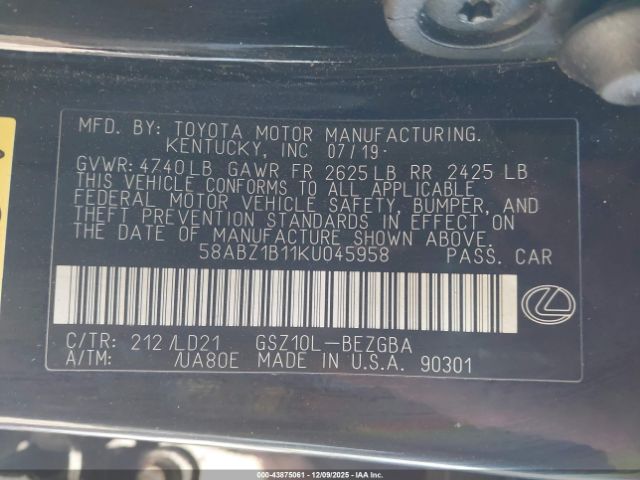 MFD. BY: TOYOTA MOTOR MANUFACTURING.
KENTUCKY, INC 07/19
GVWR: 4740LB GAWR FR 2625LB RR 2425 LB
THIS VEHICLE CONFORMS TO ALL APPLICABLE
FEDERAL MOTOR VEHICLE SAFETY, BUMPER, AND
THEFT PREVENTION STANDARDS IN EFFECT ON
THE DATE OF MANUFACTURE SHOWN ABOVE.
58ABZ1B11KU045958 PASS. CAR
C/TR: 212 /LD21 GSZ10L-BEZGBA
A/TM: /UA80E MADE IN U.S.A. 90301
000-43875061 - 12/09/2025 - IAAI.COM